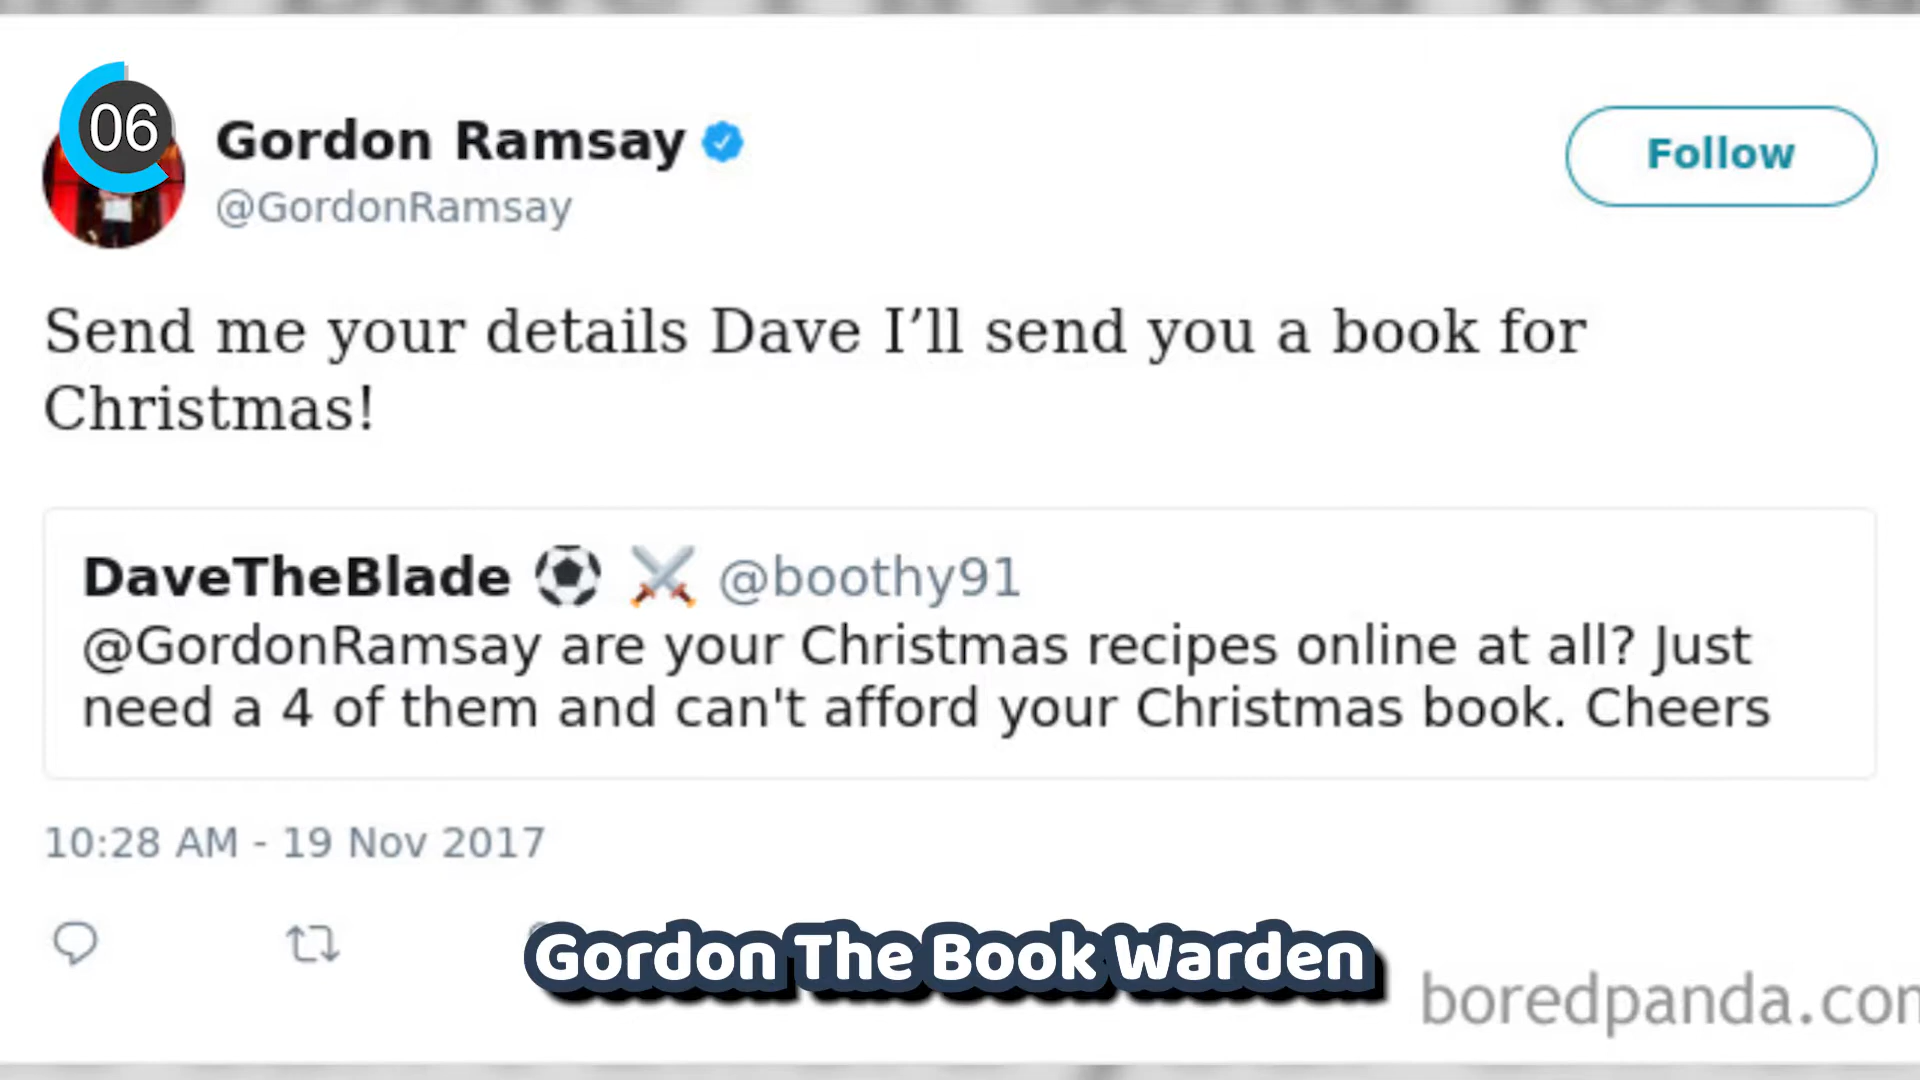 06
Gordon Ramsay
Follow
@GordonRamsay
Send me your details Dave I’ll send you a book for
Christmas!
DaveTheBlade ⚽ ⚔️ @boothy91
@GordonRamsay are your Christmas recipes online at all? Just
need a 4 of them and can't afford your Christmas book. Cheers
10:28 AM - 19 Nov 2017
Gordon The Book Warden
boredpanda.com